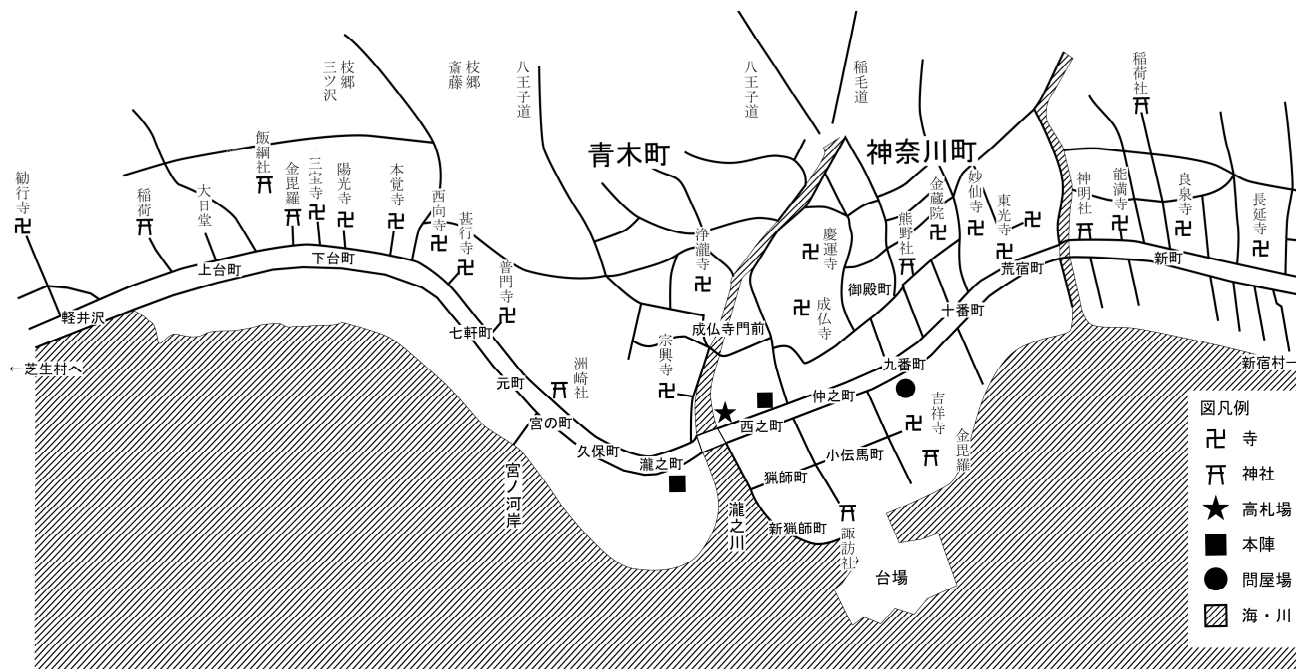 枝郷
三ツ沢
枝郷
斎藤
八王子道
八王子道
稲毛道
稲荷社
青木町
神奈川町
飯綱社
金毘羅
三宝寺
陽光寺
本覚寺
勧行寺
稲荷
大日堂
西向寺
甚行寺
普門寺
浄瀧寺
慶運寺
熊野社
金蔵院
妙仙寺
東光寺
神明社
能満寺
良泉寺
長延寺
上台町
下台町
軽井沢
七軒町
元町
宮の町
久保町
瀧之町
洲崎社
宗興寺
成仏寺門前
成仏寺
御殿町
荒宿町
新町
十番町
九番町
仲之町
西之町
←芝生村へ
新宿村→
吉祥寺
金毘羅
小伝馬町
猟師町
新猟師町
諏訪社
宮ノ河岸
瀧之川
台場
図凡例
寺
神社
高札場
本陣
問屋場
海・川